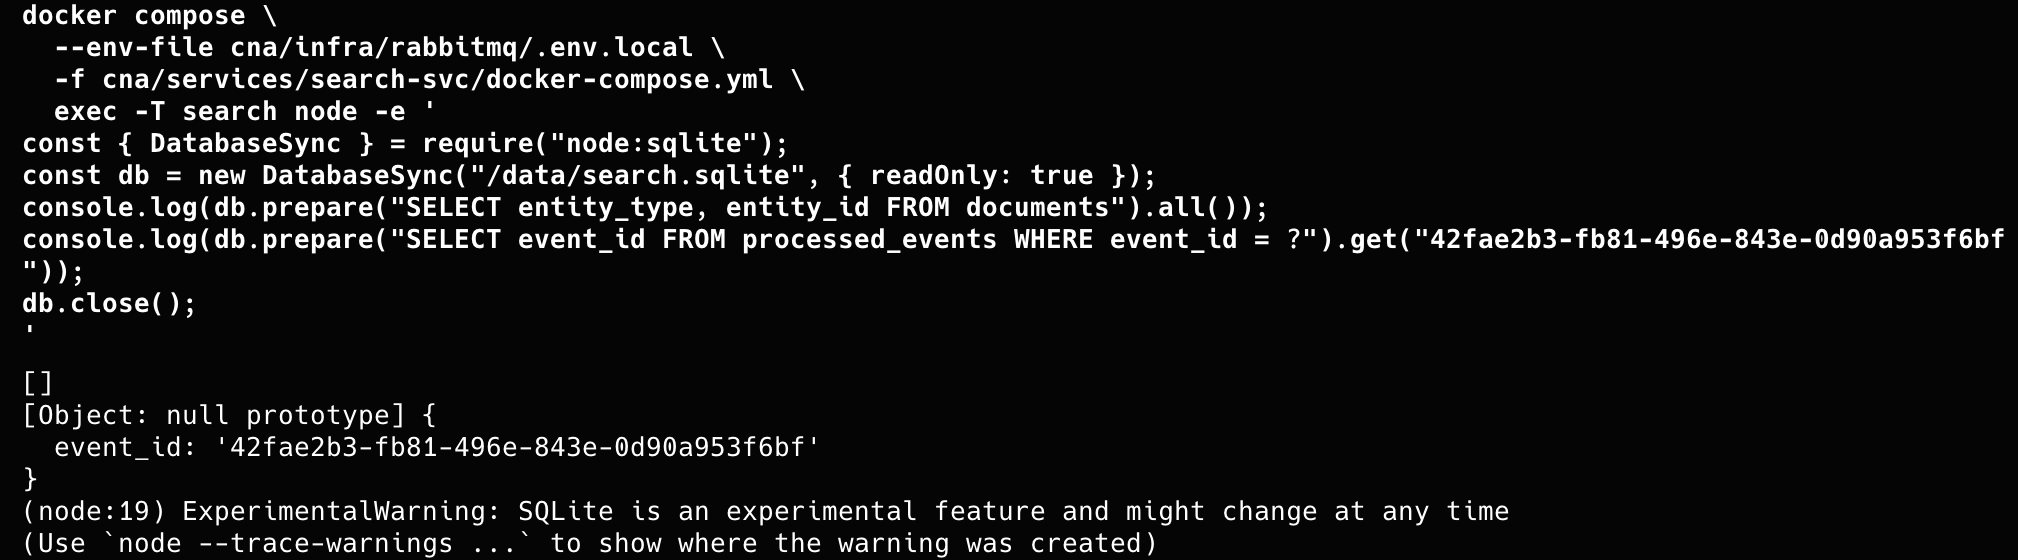 docker compose \
  --env-file cna/infra/rabbitmq/.env.local \
  -f cna/services/search-svc/docker-compose.yml \
  exec -T search node -e '
const { DatabaseSync } = require("node:sqlite");
const db = new DatabaseSync("/data/search.sqlite", { readOnly: true });
console.log(db.prepare("SELECT entity_type, entity_id FROM documents").all());
console.log(db.prepare("SELECT event_id FROM processed_events WHERE event_id = ?").get("42fae2b3-fb81-496e-843e-0d90a953f6bf
"));
db.close();
'

[]
[Object: null prototype] {
  event_id: '42fae2b3-fb81-496e-843e-0d90a953f6bf'
}
(node:19) ExperimentalWarning: SQLite is an experimental feature and might change at any time
(Use `node --trace-warnings ...` to show where the warning was created)